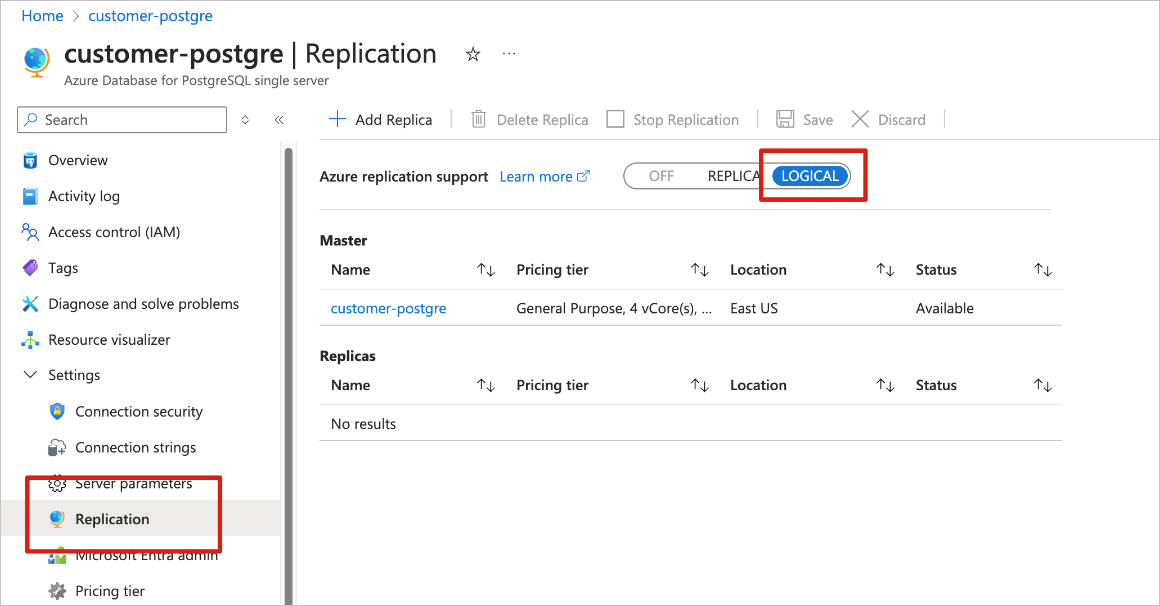 Home > customer-postgre
customer-postgre | Replication ...
Azure Database for PostgreSQL single server
Search
Add Replica Delete Replica Stop Replication Save Discard
Overview
Activity log
Access control (IAM)
Tags
Diagnose and solve problems
Resource visualizer
Settings
Connection security
Connection strings
Server parameters
Replication
Microsoft Entra admin
Pricing tier
Azure replication support Learn more OFF REPLICA LOGICAL
Master
Name Pricing tier Location Status
customer-postgre General Purpose, 4 vCore(s), ... East US Available
Replicas
Name Pricing tier Location Status
No results